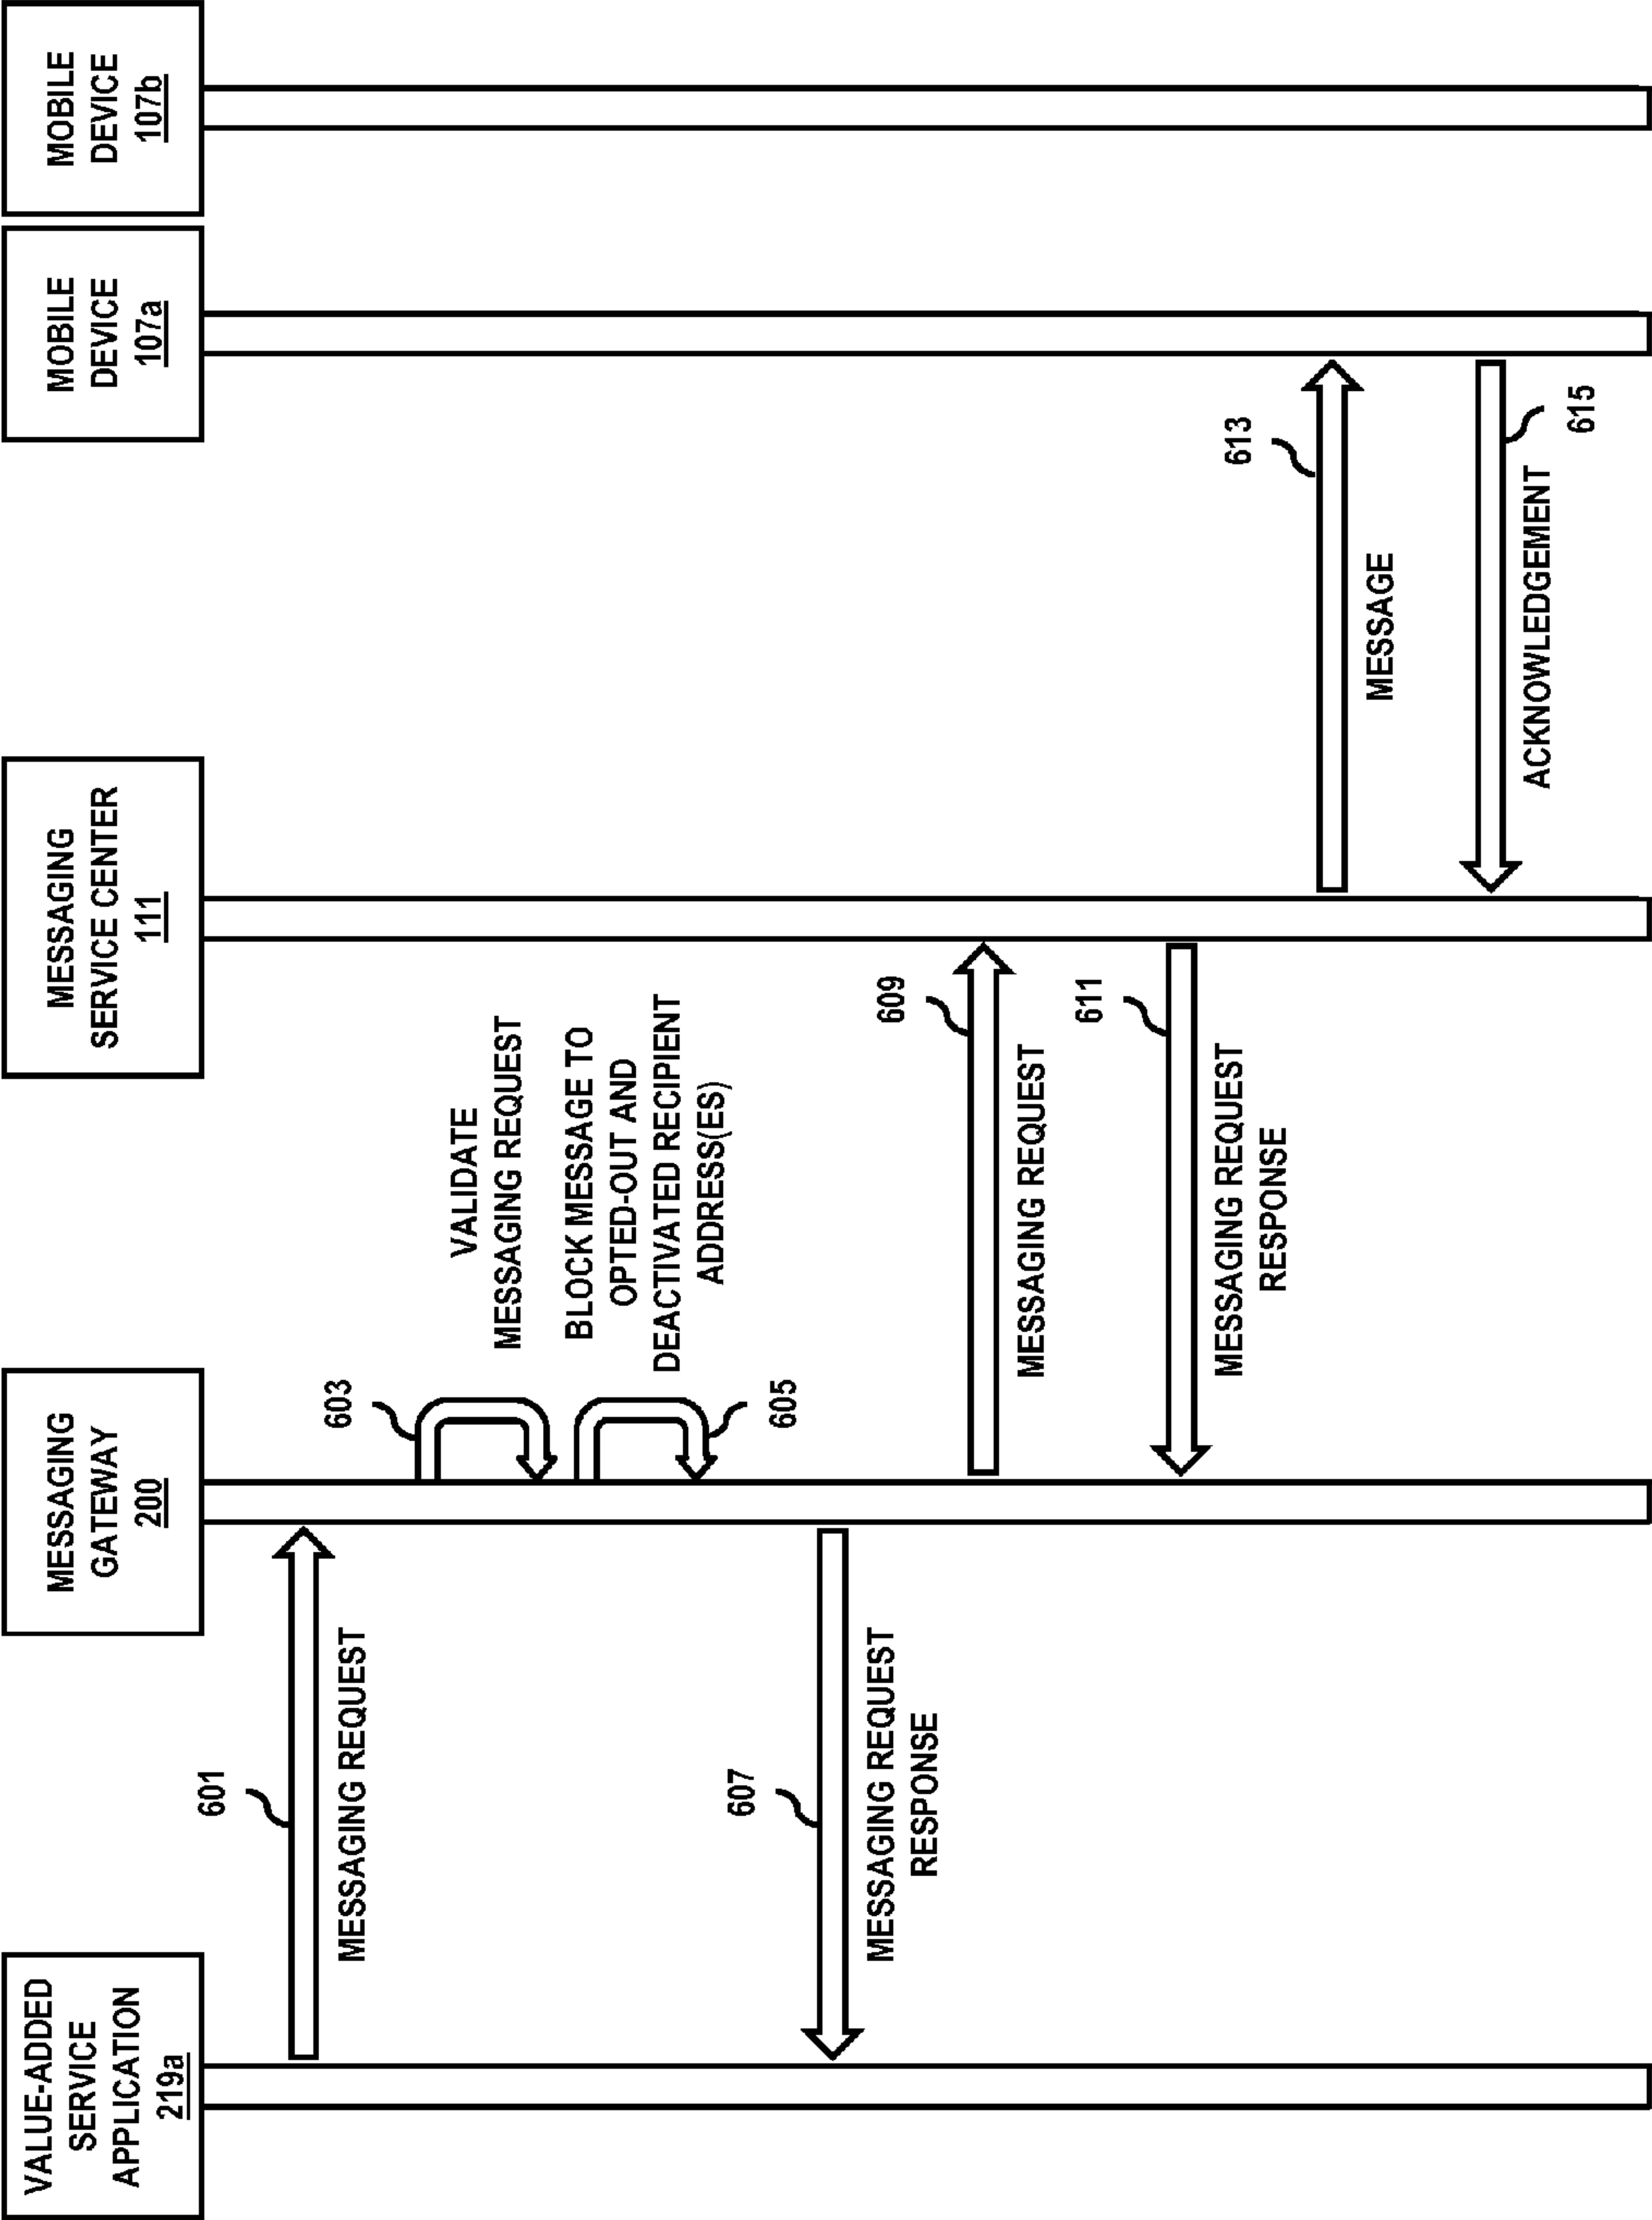 VALUE-ADDED
SERVICE
APPLICATION
219a
MESSAGING
GATEWAY
200
MESSAGING
SERVICE CENTER
111
MOBILE
DEVICE
107a
MOBILE
DEVICE
107b
601
MESSAGING REQUEST
603
VALIDATE
MESSAGING REQUEST
BLOCK MESSAGE TO
OPTED-OUT AND
DEACTIVATED RECIPIENT
ADDRESS(ES)
605
607
MESSAGING REQUEST
RESPONSE
609
MESSAGING REQUEST
611
MESSAGING REQUEST
RESPONSE
613
MESSAGE
615
ACKNOWLEDGEMENT